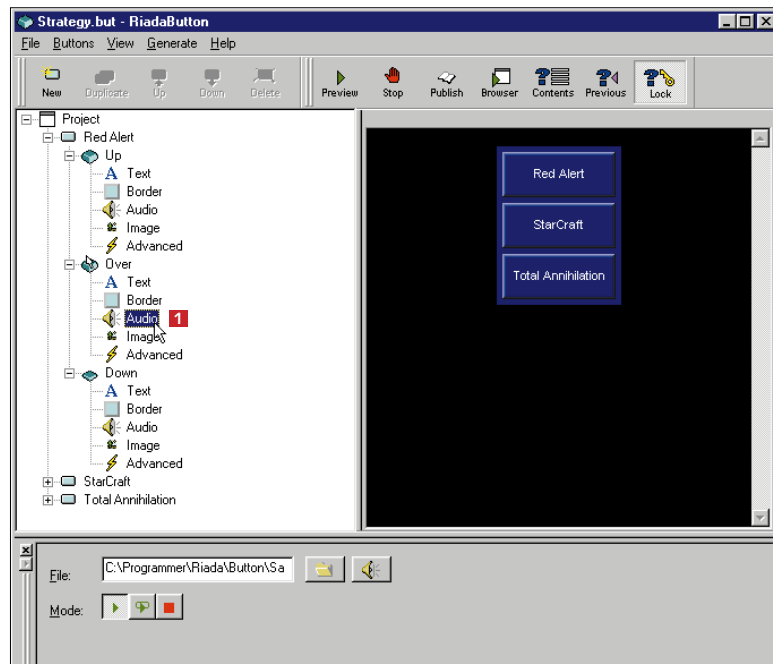 Strategy.but - RiadaButton
File Buttons View Generate Help
New Duplicate Up Down Delete Preview Stop Publish Browser Contents Previous Lock
Project
Red Alert
Up
Text
Border
Audio
Image
Advanced
Over
Text
Border
Audio 1
Image
Advanced
Down
Text
Border
Audio
Image
Advanced
StarCraft
Total Annihilation
Red Alert
StarCraft
Total Annihilation
File: C:\Programmer\Riada\Button\Sa
Mode: